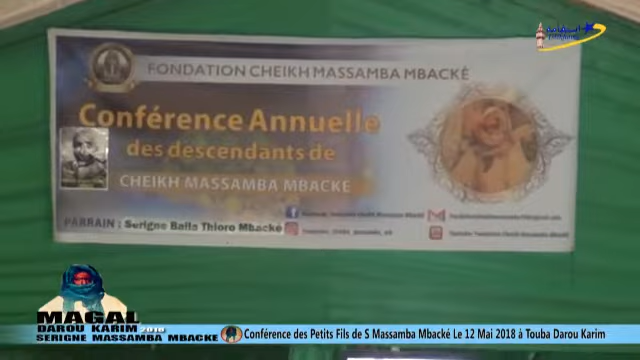 FONDATION CHEIKH MASSAMBA MBACKÉ
Conférence Annuelle
des descendants de
CHEIKH MASSAMBA MBACKE
PARRAIN : Serigne Balla Thioro Mbacké
MAGAL
DAROU KARIM 2018
SERIGNE MASSAMBA MBACKE
Conférence des Petits Fils de S Massamba Mbacké Le 12 Mai 2018 à Touba Darou Karim